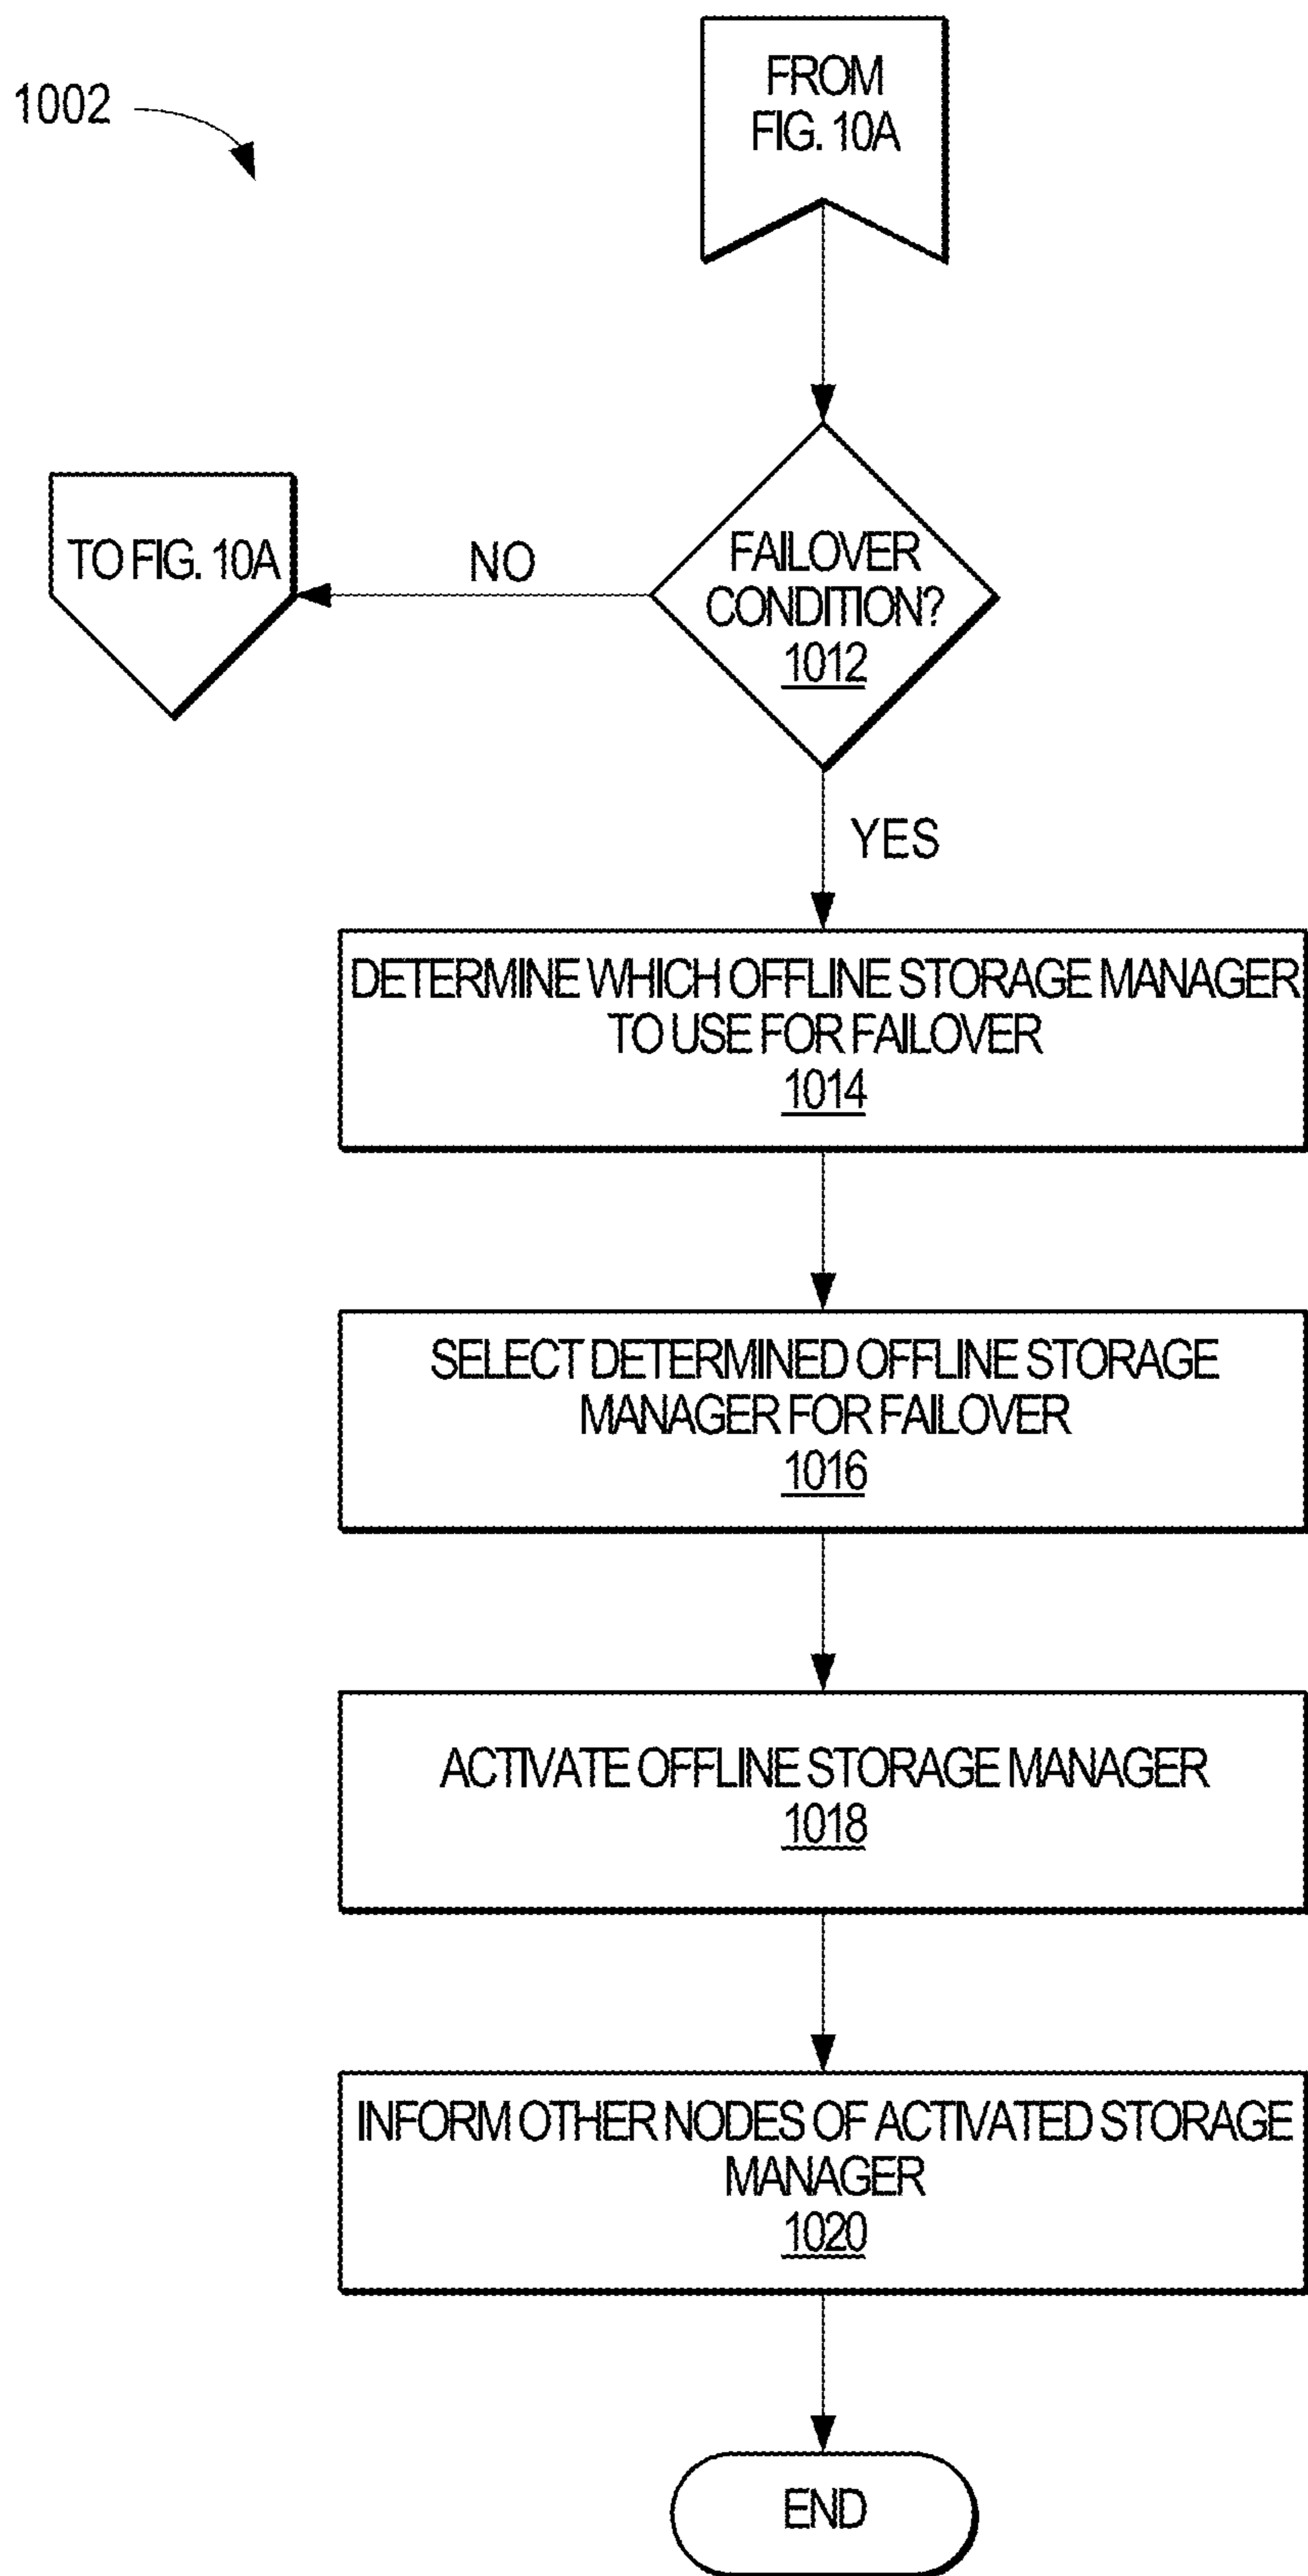 1002
FROM
FIG. 10A
TO FIG. 10A
NO
FAILOVER
CONDITION?
1012
YES
DETERMINE WHICH OFFLINE STORAGE MANAGER
TO USE FOR FAILOVER
1014
SELECT DETERMINED OFFLINE STORAGE
MANAGER FOR FAILOVER
1016
ACTIVATE OFFLINE STORAGE MANAGER
1018
INFORM OTHER NODES OF ACTIVATED STORAGE
MANAGER
1020
END